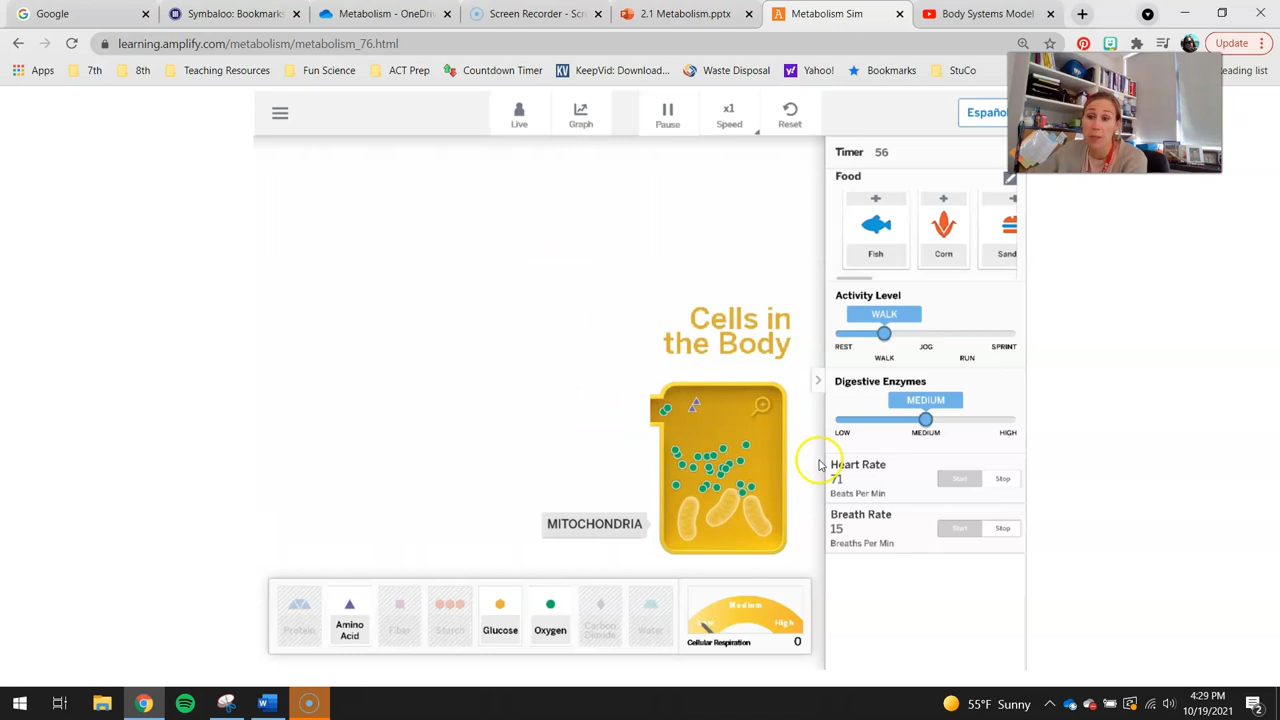 Google
Symbaloo Bookmarks
Metabolism - OneDri
Screen Recorder - Scr
2.1 Metabolism.pptx
Metabolism Sim
Body Systems Model
learning.amplify.com/metabolism/metabolism_76.html
Update
Apps
7th
8th
Teaching Resources
Fun Science
ACT Prep
Countdown Timer
KeepVid: Download...
Waste Disposal
Yahoo!
Bookmarks
StuCo
ading list
Live
Graph
Pause
x1
Speed
Reset
Españo
Timer 56
Food
Fish
Corn
Sand
Activity Level
WALK
REST
JOG
SPRINT
WALK
RUN
Digestive Enzymes
MEDIUM
LOW
MEDIUM
HIGH
Heart Rate
71
Beats Per Min
Start
Stop
Breath Rate
15
Breaths Per Min
Start
Stop
Cells in
the Body
MITOCHONDRIA
Protein
Amino
Acid
Fiber
Starch
Glucose
Oxygen
Carbon
Dioxide
Water
Medium
High
Cellular Respiration 0
55°F Sunny
4:29 PM
10/19/2021
2